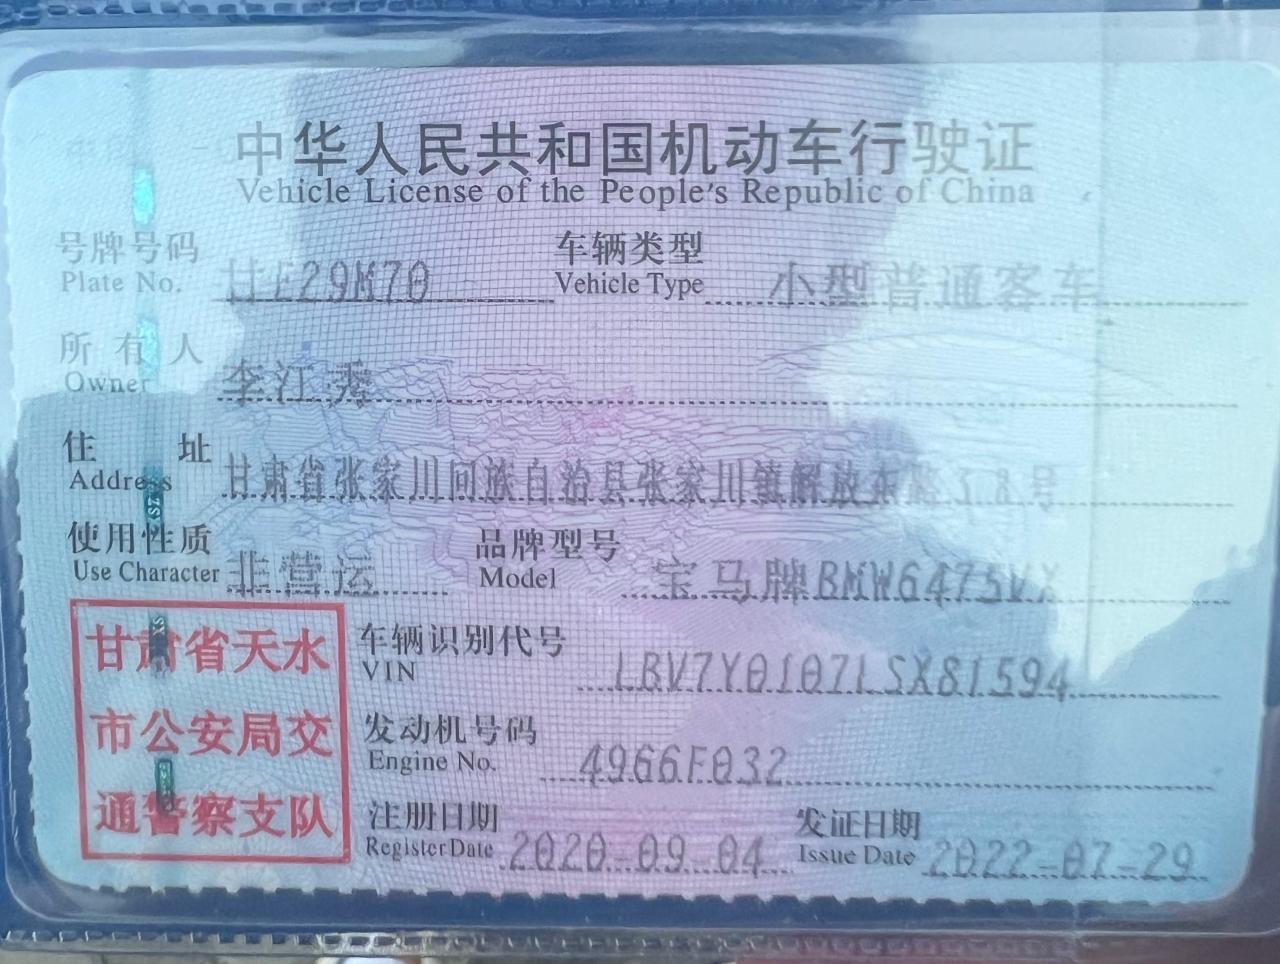 中华人民共和国机动车行驶证
Vehicle License of the People's Republic of China
号牌号码 车辆类型
Plate No. 甘E29M70 Vehicle Type 小型普通客车
所有人
Owner 李江秀
住址
Address 甘肃省张家川回族自治县张家川镇解放东路38号
使用性质 品牌型号
Use Character 非营运 Model 宝马牌BMW6475VX
甘肃省天水 车辆识别代号
VIN LBV7Y0107LSX81594
市公安局交 发动机号码
Engine No. 4966F032
通警察支队 注册日期 发证日期
Register Date 2020-09-04 Issue Date 2022-07-29